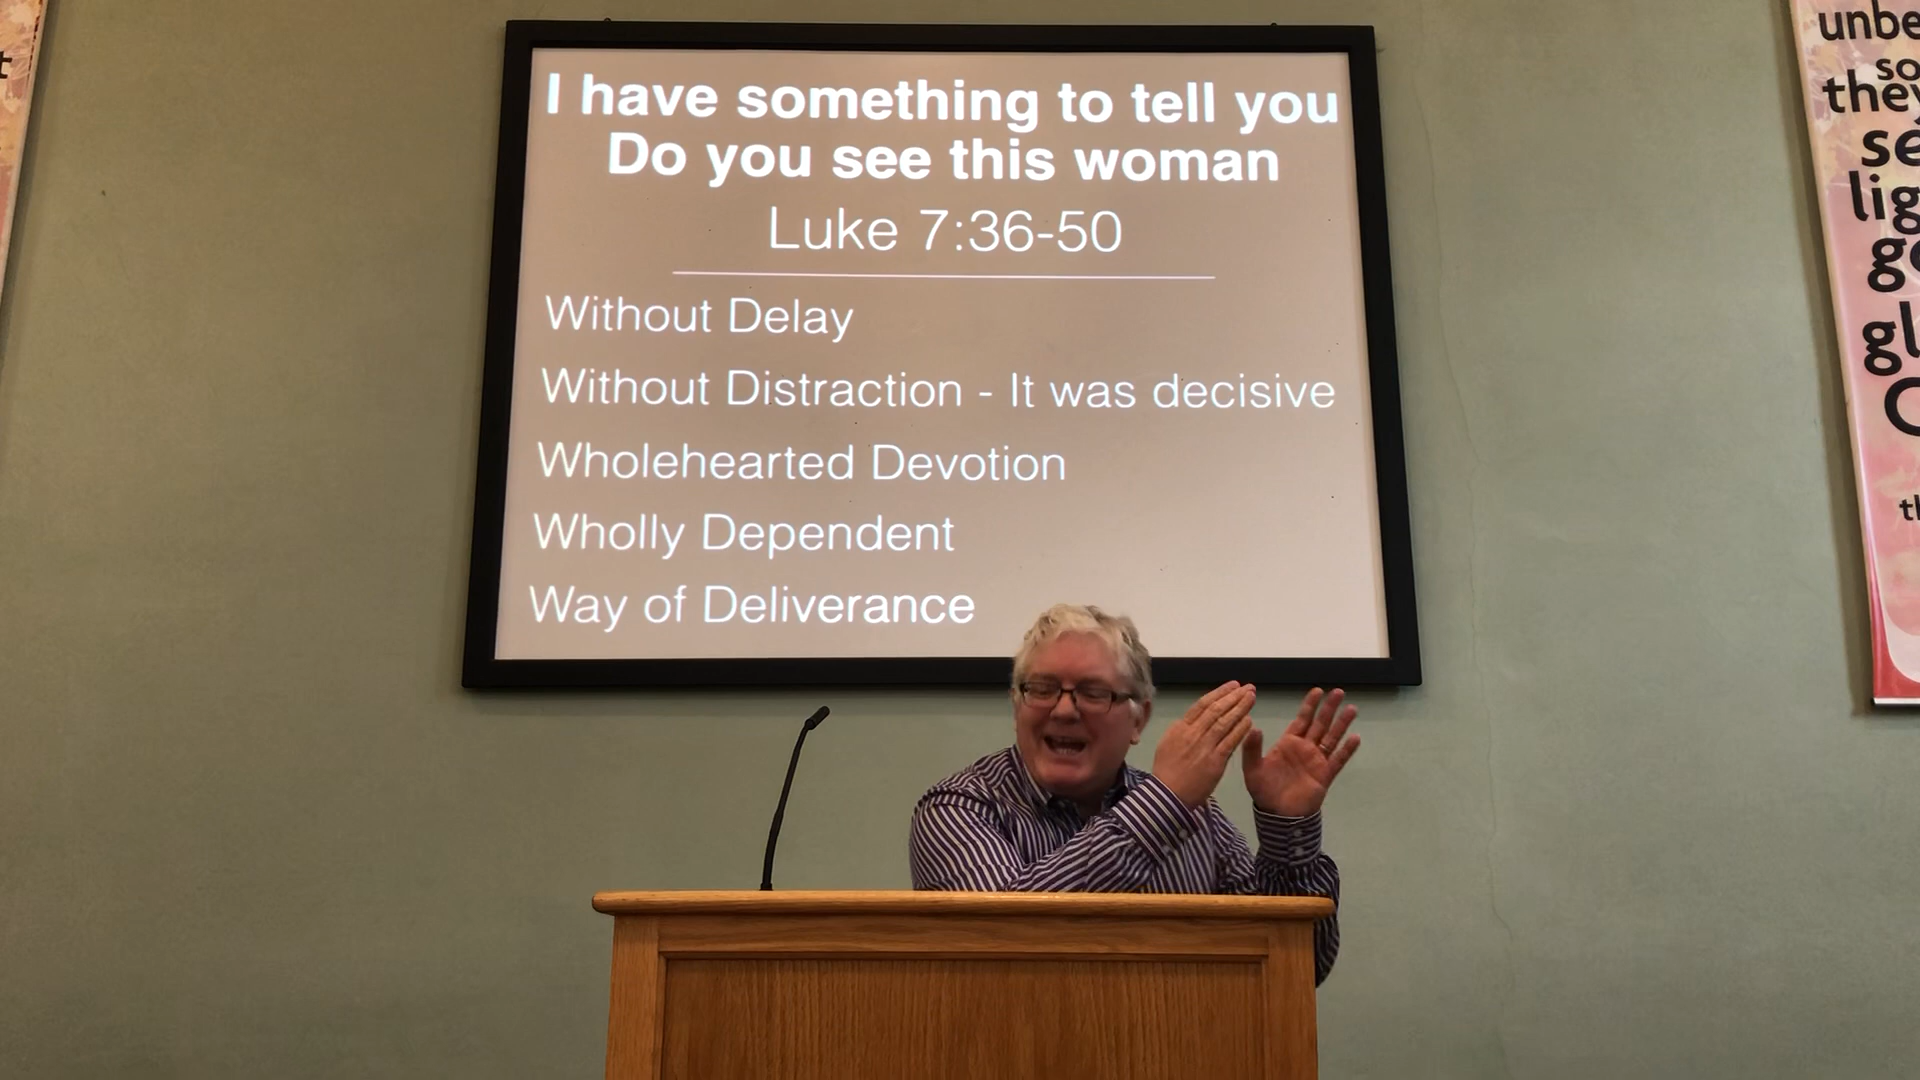 I have something to tell you
Do you see this woman
Luke 7:36-50
Without Delay
Without Distraction - It was decisive
Wholehearted Devotion
Wholly Dependent
Way of Deliverance